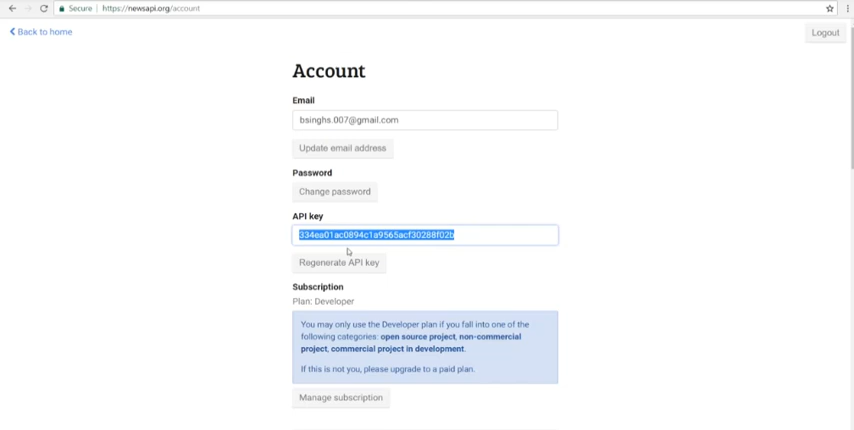 Secure | https://newsapi.org/account
Back to home
Logout
Account
Email
bsinghs.007@gmail.com
Update email address
Password
Change password
API key
334ea01ac0894c1a9565acf30288f02b
Regenerate API key
Subscription
Plan: Developer
You may only use the Developer plan if you fall into one of the
following categories: open source project, non-commercial
project, commercial project in development.
If this is not you, please upgrade to a paid plan.
Manage subscription